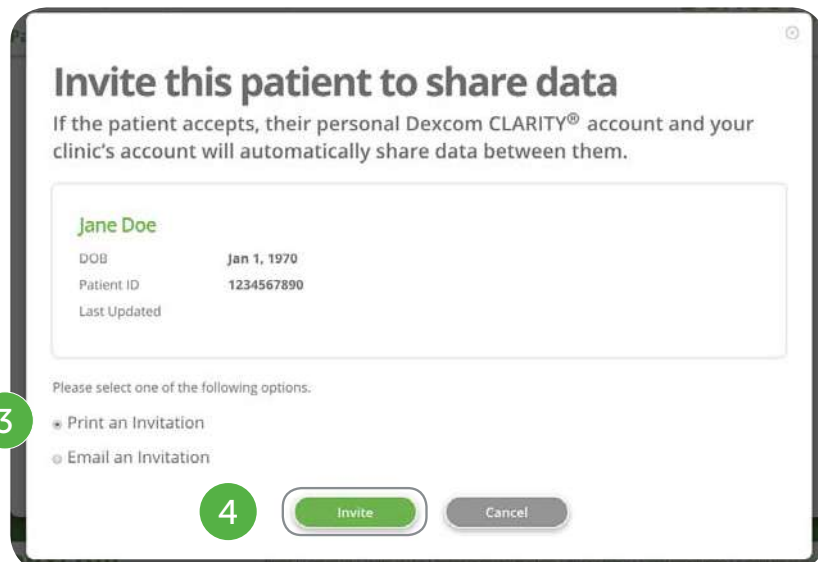 Invite this patient to share data
If the patient accepts, their personal Dexcom CLARITY® account and your
clinic's account will automatically share data between them.
Jane Doe
DOB Jan 1, 1970
Patient ID 1234567890
Last Updated
Please select one of the following options.
3 Print an Invitation
Email an Invitation
4 Invite Cancel